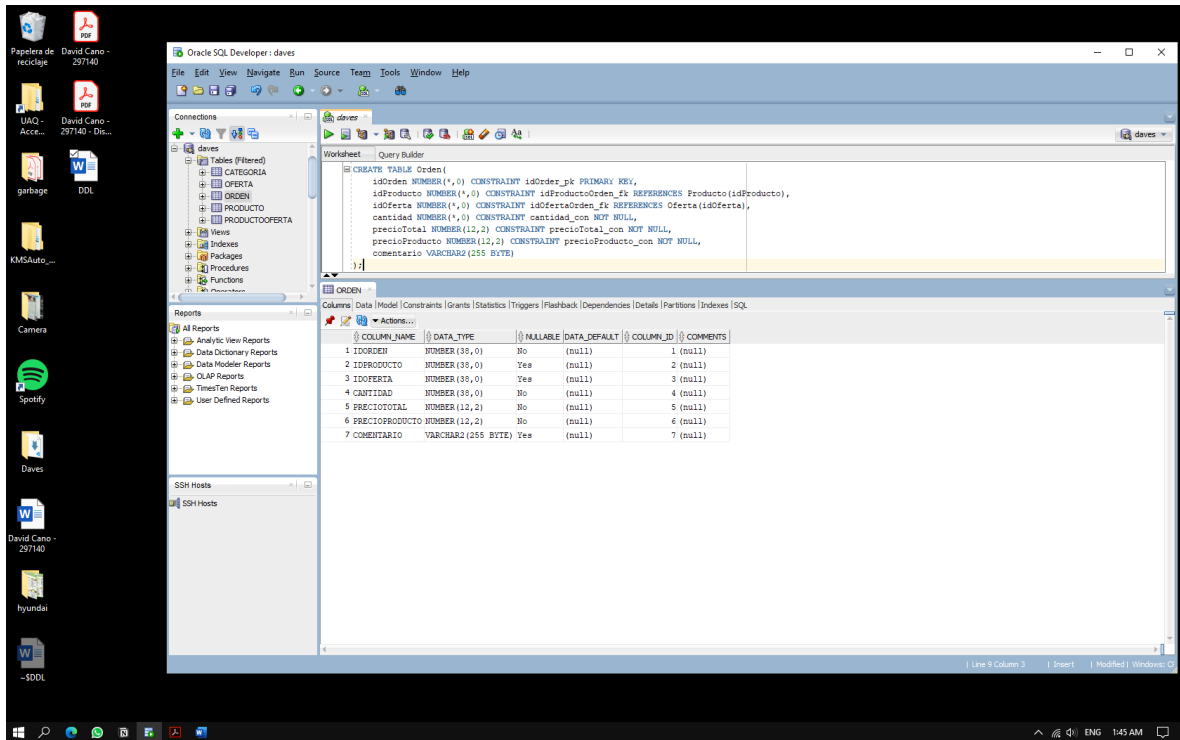 Papelera de reciclaje
David Cano - 297140
UAQ - Acce...
David Cano - 297140 - Dis...
garbage
DDL
KMSAuto_...
Camera
Spotify
Daves
David Cano - 297140
hyundai
~$DDL
Oracle SQL Developer : daves
File Edit View Navigate Run Source Team Tools Window Help
Connections
daves
Tables (Filtered)
CATEGORIA
OFERTA
ORDEN
PRODUCTO
PRODUCTOOFERTA
Views
Indexes
Packages
Procedures
Functions
Operators
Reports
All Reports
Analytic View Reports
Data Dictionary Reports
Data Modeler Reports
OLAP Reports
TimesTen Reports
User Defined Reports
SSH Hosts
SSH Hosts
daves
daves
Worksheet Query Builder
CREATE TABLE Orden(
idOrden NUMBER(*,0) CONSTRAINT idOrder_pk PRIMARY KEY,
idProducto NUMBER(*,0) CONSTRAINT idProductoOrden_fk REFERENCES Producto(idProducto),
idOferta NUMBER(*,0) CONSTRAINT idOfertaOrden_fk REFERENCES Oferta(idOferta),
cantidad NUMBER(*,0) CONSTRAINT cantidad_con NOT NULL,
precioTotal NUMBER(12,2) CONSTRAINT precioTotal_con NOT NULL,
precioProducto NUMBER(12,2) CONSTRAINT precioProducto_con NOT NULL,
comentario VARCHAR2(255 BYTE)
);
ORDEN
Columns Data Model Constraints Grants Statistics Triggers Flashback Dependencies Details Partitions Indexes SQL
Actions...
COLUMN_NAME DATA_TYPE NULLABLE DATA_DEFAULT COLUMN_ID COMMENTS
1 IDORDEN NUMBER(38,0) No (null) 1 (null)
2 IDPRODUCTO NUMBER(38,0) Yes (null) 2 (null)
3 IDOFERTA NUMBER(38,0) Yes (null) 3 (null)
4 CANTIDAD NUMBER(38,0) No (null) 4 (null)
5 PRECIOTOTAL NUMBER(12,2) No (null) 5 (null)
6 PRECIOPRODUCTO NUMBER(12,2) No (null) 6 (null)
7 COMENTARIO VARCHAR2(255 BYTE) Yes (null) 7 (null)
Line 9 Column 3 Insert Modified Windows:
ENG 1:45 AM